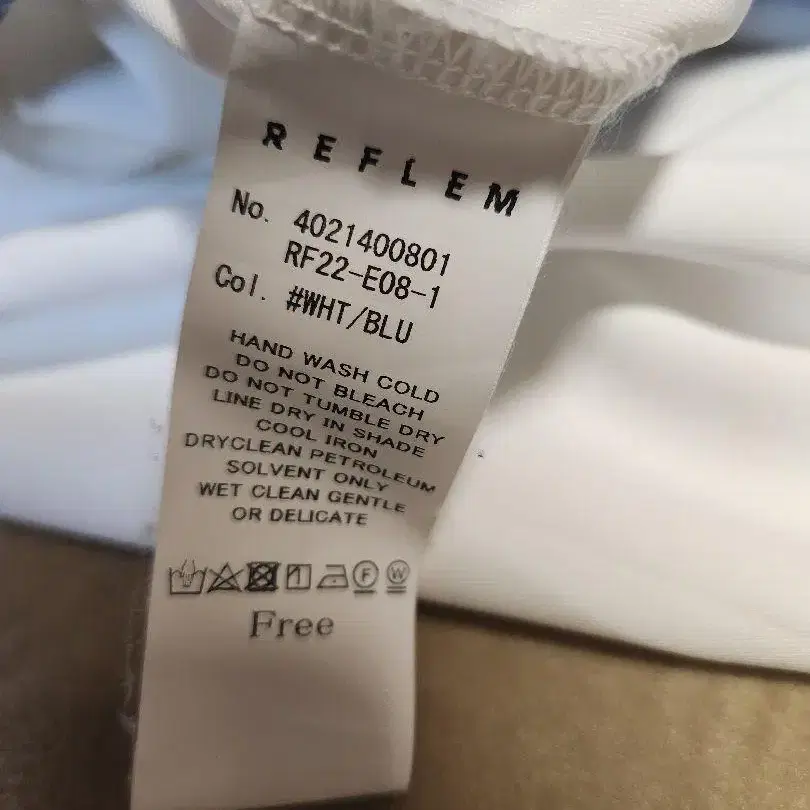 REFLEM
No. 4021400801
RF22-E08-1
Col. #WHT/BLU
HAND WASH COLD
DO NOT BLEACH
DO NOT TUMBLE DRY
LINE DRY IN SHADE
COOL IRON
DRYCLEAN PETROLEUM
SOLVENT ONLY
WET CLEAN GENTLE
OR DELICATE
F W
Free